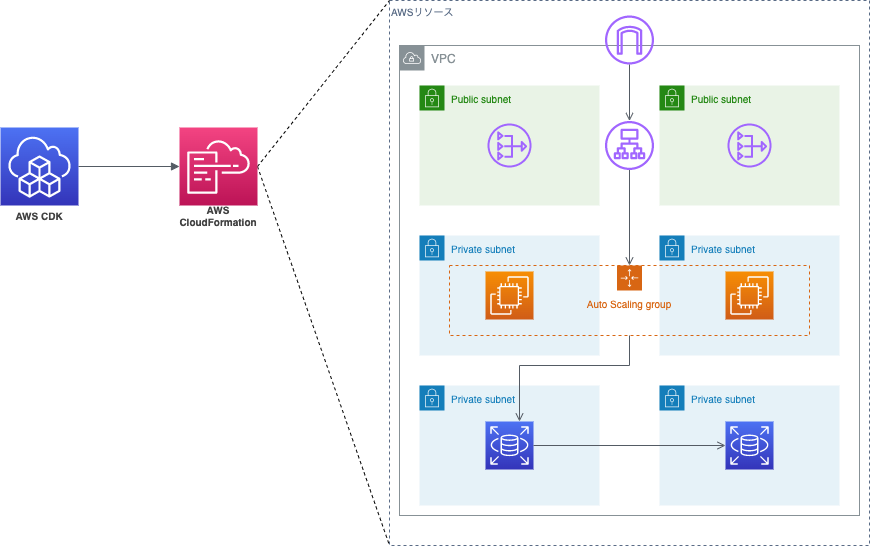 AWSリソース
VPC
Public subnet
Public subnet
AWS CDK
AWS
CloudFormation
Private subnet
Private subnet
Auto Scaling group
Private subnet
Private subnet